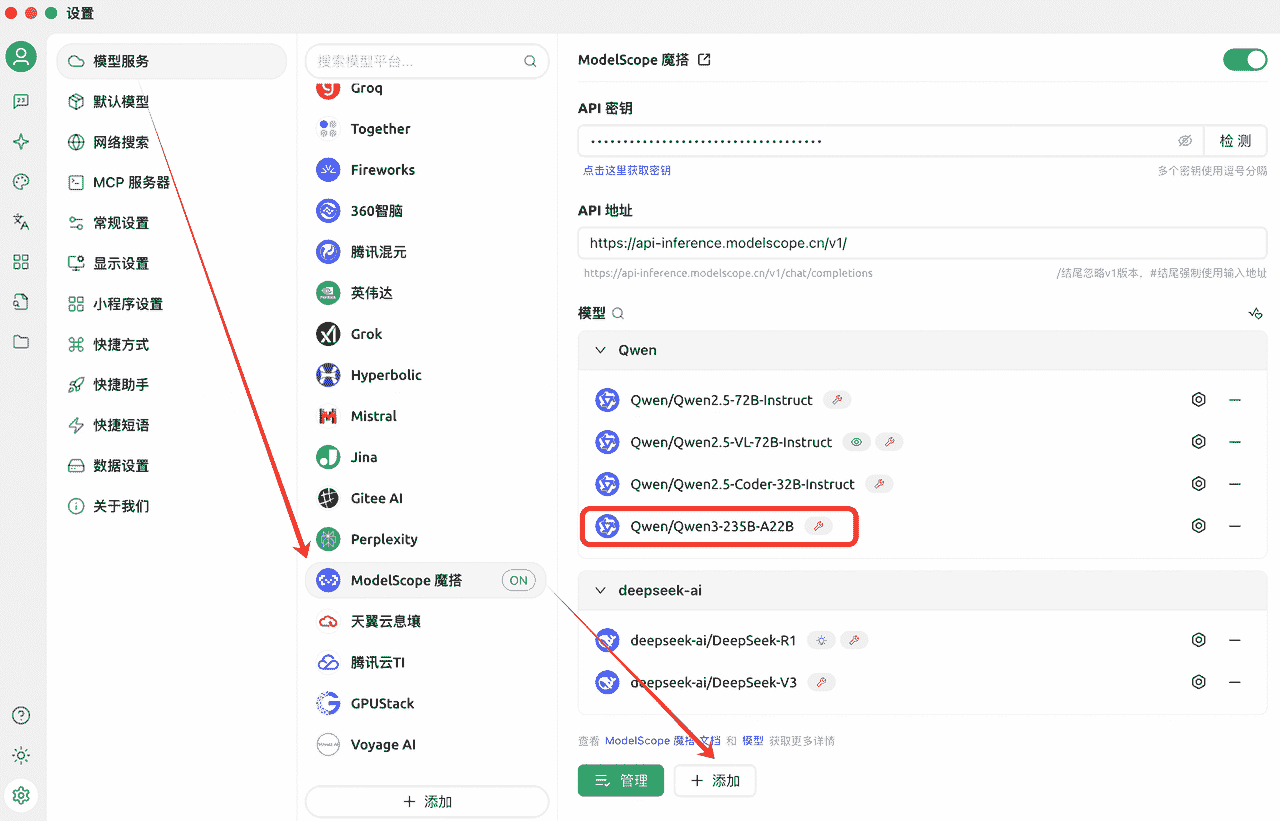 设置
模型服务
默认模型
网络搜索
MCP 服务器
常规设置
显示设置
小程序设置
快捷方式
快捷助手
快捷短语
数据设置
关于我们
搜索模型平台...
Groq
Together
Fireworks
360智脑
腾讯混元
英伟达
Grok
Hyperbolic
Mistral
Jina
Gitee AI
Perplexity
ModelScope 魔搭 ON
天翼云息壤
腾讯云TI
GPUStack
Voyage AI
添加
ModelScope 魔搭
API 密钥
检测
点击这里获取密钥 多个密钥使用逗号分隔
API 地址
https://api-inference.modelscope.cn/v1/
https://api-inference.modelscope.cn/v1/chat/completions /结尾忽略v1版本，#结尾强制使用输入地址
模型
Qwen
Qwen/Qwen2.5-72B-Instruct
Qwen/Qwen2.5-VL-72B-Instruct
Qwen/Qwen2.5-Coder-32B-Instruct
Qwen/Qwen3-235B-A22B
deepseek-ai
deepseek-ai/DeepSeek-R1
deepseek-ai/DeepSeek-V3
查看 ModelScope 魔搭 文档 和 模型 获取更多详情
管理 添加